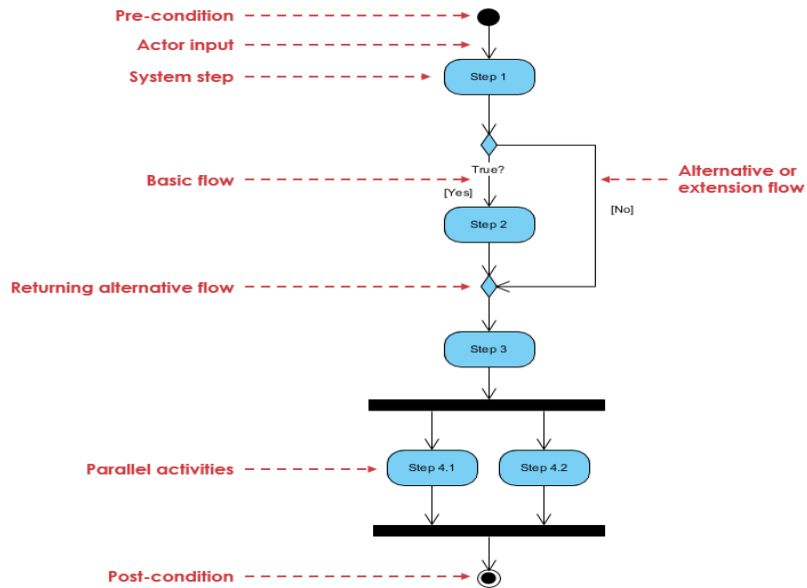 Pre-condition
Actor input
System step
Step 1
True?
Basic flow
Alternative or
extension flow
[Yes]
[No]
Step 2
Returning alternative flow
Step 3
Parallel activities
Step 4.1
Step 4.2
Post-condition